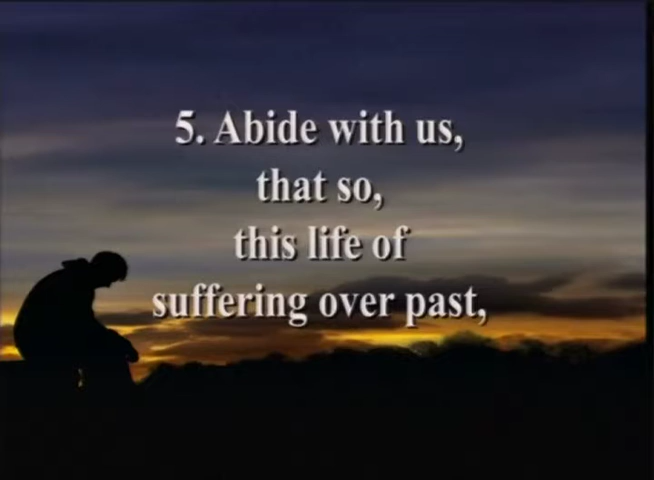 5. Abide with us,
that so,
this life of
suffering over past,